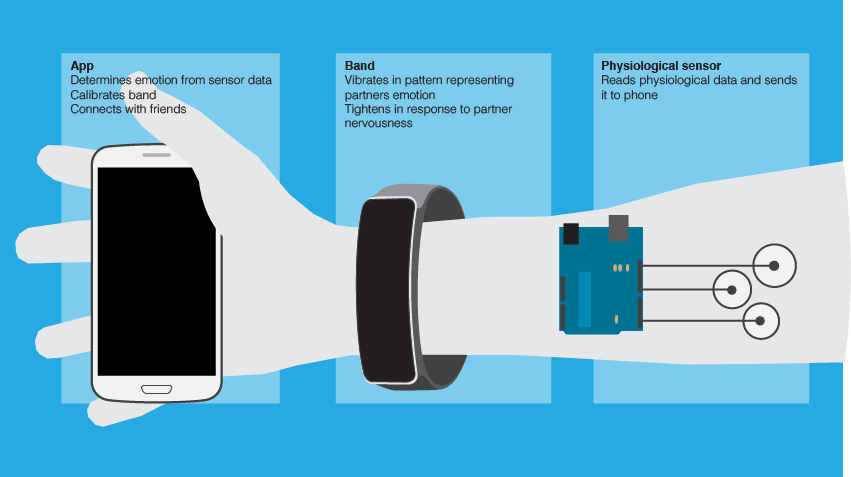 App
Determines emotion from sensor data
Calibrates band
Connects with friends
Band
Vibrates in pattern representing
partners emotion
Tightens in response to partner
nervousness
Physiological sensor
Reads physiological data and sends
it to phone